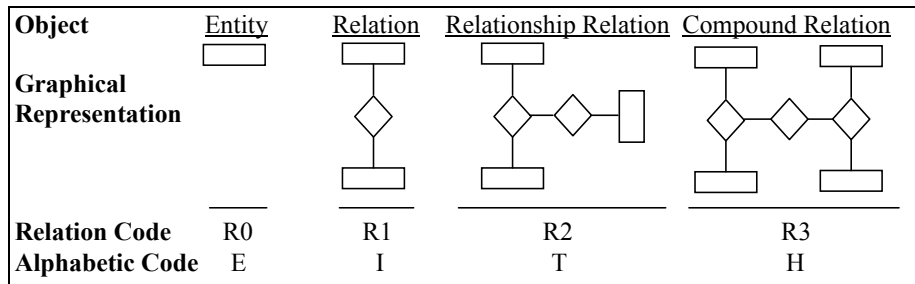 Object Entity Relation Relationship Relation Compound Relation
Graphical
Representation
Relation Code R0 R1 R2 R3
Alphabetic Code E I T H